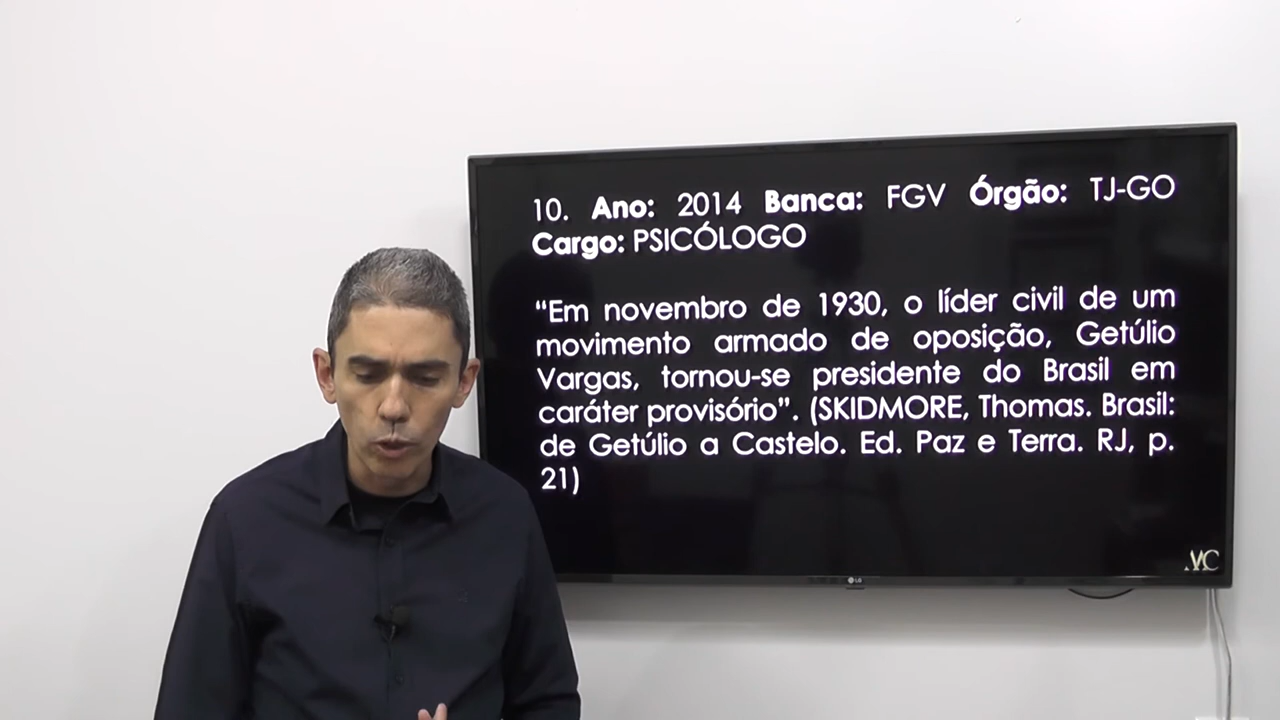 10. Ano: 2014 Banca: FGV Órgão: TJ-GO
Cargo: PSICÓLOGO
“Em novembro de 1930, o líder civil de um
movimento armado de oposição, Getúlio
Vargas, tornou-se presidente do Brasil em
caráter provisório”. (SKIDMORE, Thomas. Brasil:
de Getúlio a Castelo. Ed. Paz e Terra. RJ, p.
21)
MC
LG